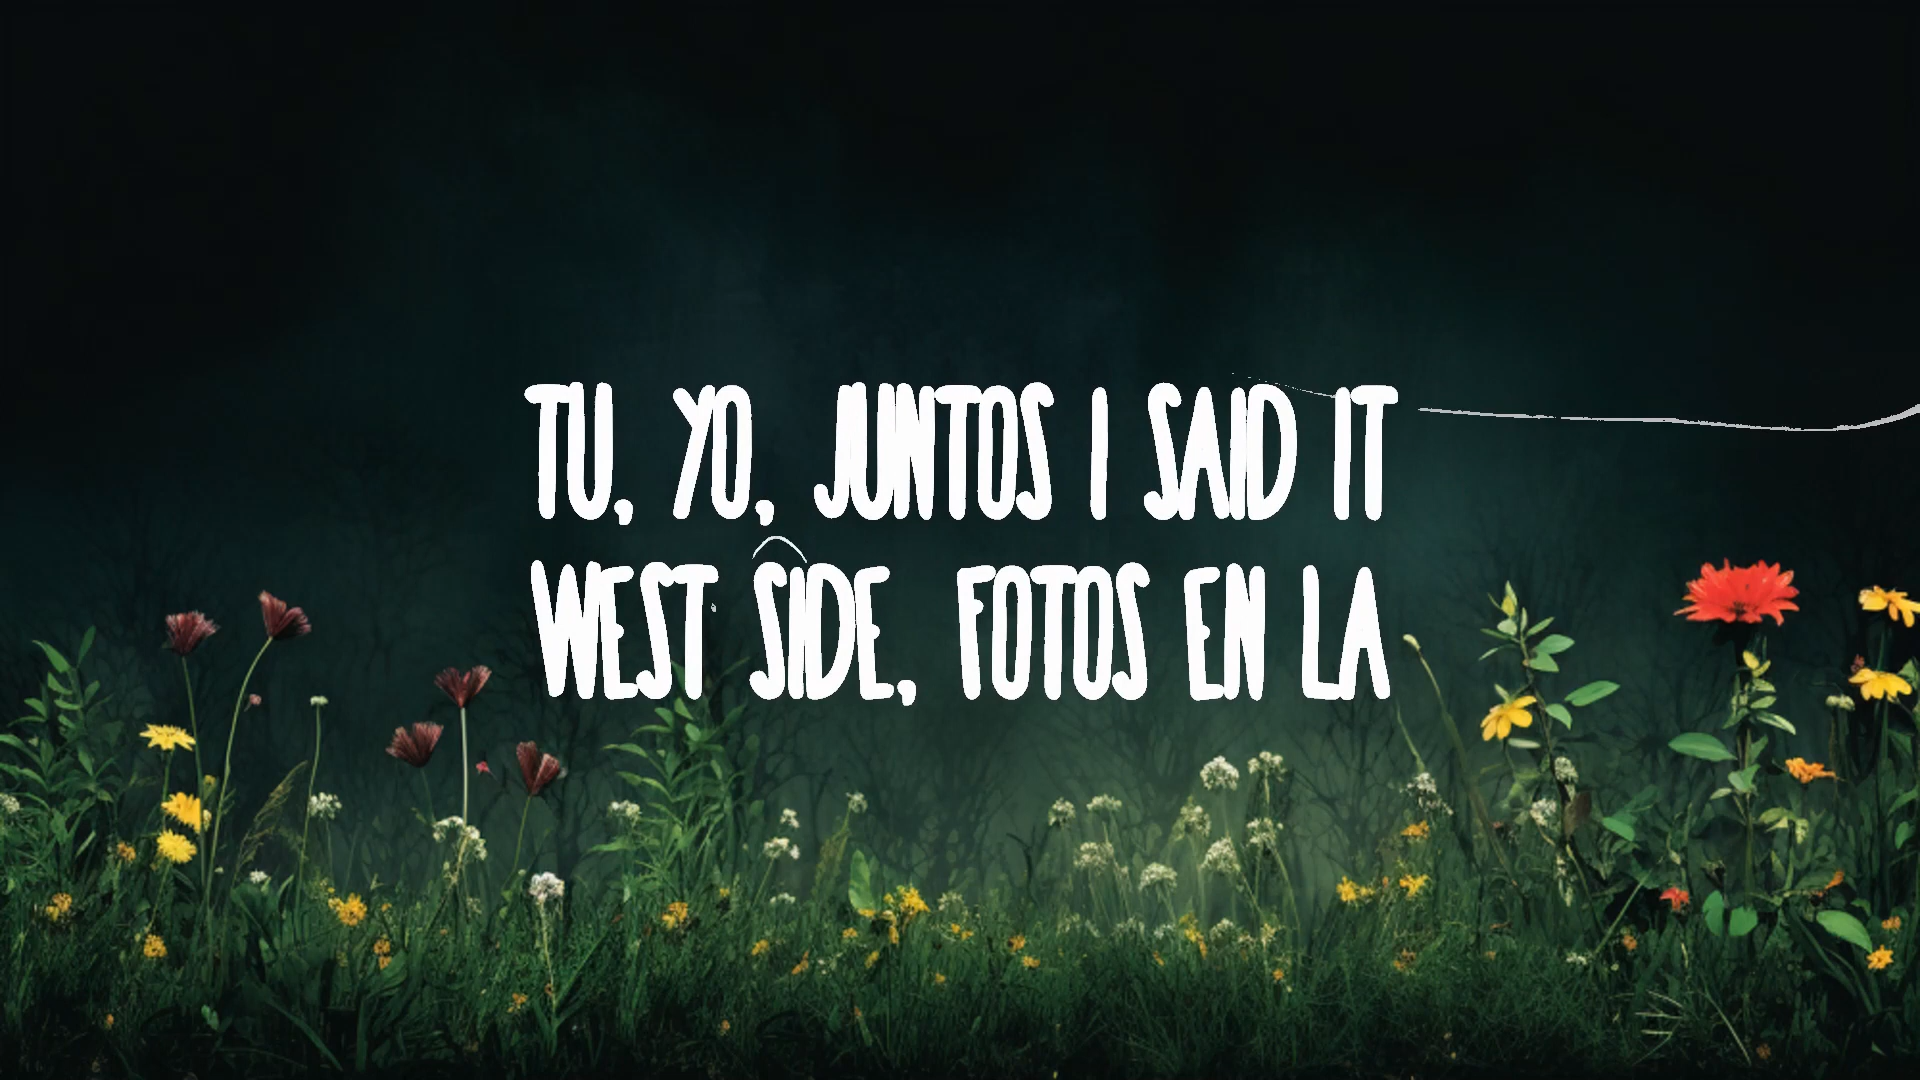 TU, YO, JUNTOS I SAID IT
WEST SIDE, FOTOS EN LA